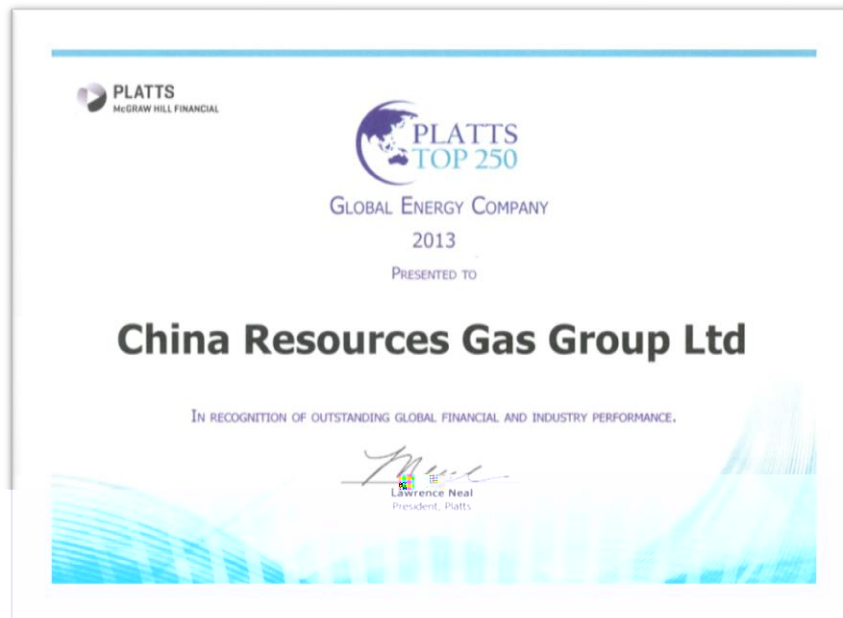 PLATTS
McGRAW HILL FINANCIAL
PLATTS
TOP 250
GLOBAL ENERGY COMPANY
2013
PRESENTED TO
China Resources Gas Group Ltd
IN RECOGNITION OF OUTSTANDING GLOBAL FINANCIAL AND INDUSTRY PERFORMANCE.
Lawrence Neal
President, Platts